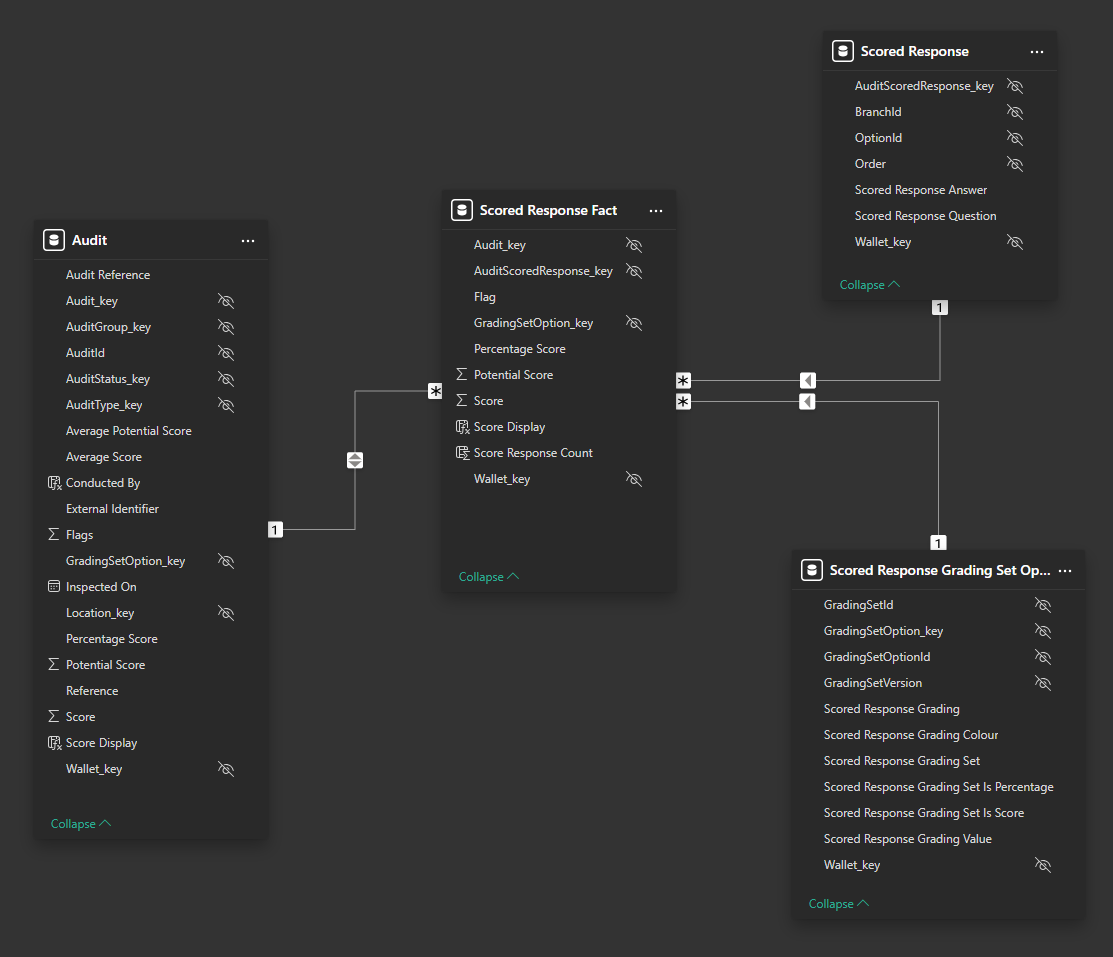 Audit
Audit Reference
Audit_key
AuditGroup_key
AuditId
AuditStatus_key
AuditType_key
Average Potential Score
Average Score
Conducted By
External Identifier
Flags
GradingSetOption_key
Inspected On
Location_key
Percentage Score
Potential Score
Reference
Score
Score Display
Wallet_key
Collapse
1
*
Scored Response Fact
Audit_key
AuditScoredResponse_key
Flag
GradingSetOption_key
Percentage Score
Potential Score
Score
Score Display
Score Response Count
Wallet_key
Collapse
*
*
Scored Response
AuditScoredResponse_key
BranchId
OptionId
Order
Scored Response Answer
Scored Response Question
Wallet_key
Collapse
1
1
Scored Response Grading Set Op...
GradingSetId
GradingSetOption_key
GradingSetOptionId
GradingSetVersion
Scored Response Grading
Scored Response Grading Colour
Scored Response Grading Set
Scored Response Grading Set Is Percentage
Scored Response Grading Set Is Score
Scored Response Grading Value
Wallet_key
Collapse